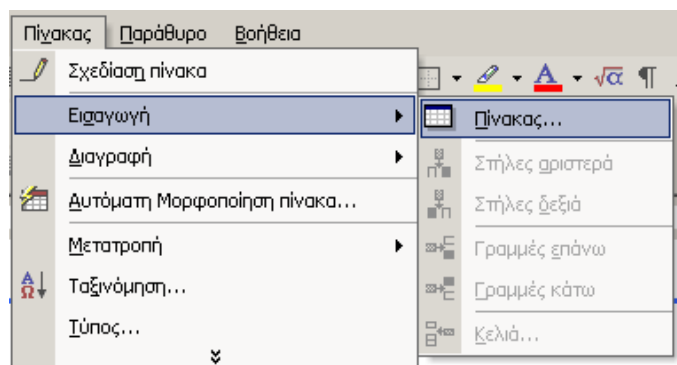 Πίνακας Παράθυρο Βοήθεια
Σχεδίαση πίνακα
Εισαγωγή
Διαγραφή
Αυτόματη Μορφοποίηση πίνακα...
Μετατροπή
Ταξινόμηση...
Τύπος...
Πίνακας...
Στήλες αριστερά
Στήλες δεξιά
Γραμμές επάνω
Γραμμές κάτω
Κελιά...